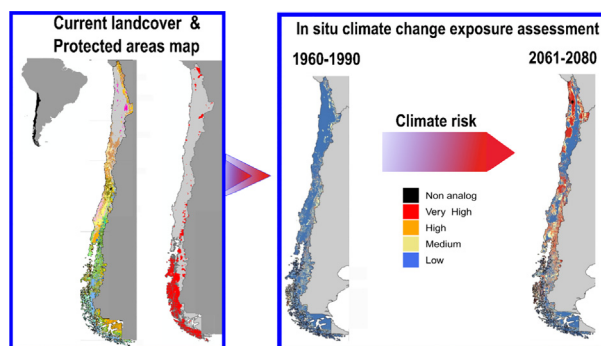 Current landcover &
Protected areas map
In situ climate change exposure assessment
1960-1990
2061-2080
Climate risk
Non analog
Very High
High
Medium
Low